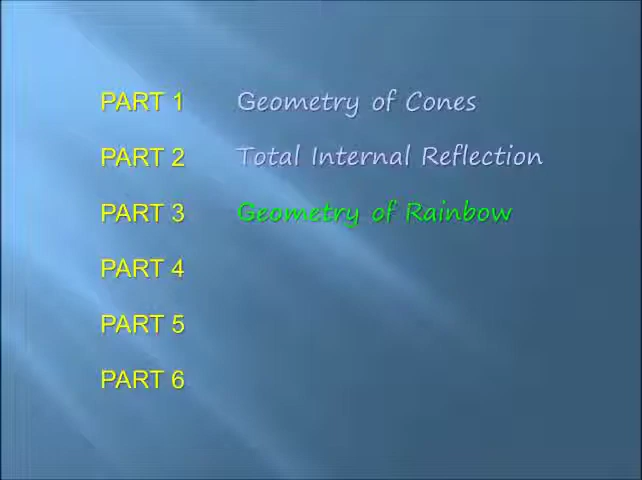 PART 1 Geometry of Cones
PART 2 Total Internal Reflection
PART 3 Geometry of Rainbow
PART 4
PART 5
PART 6